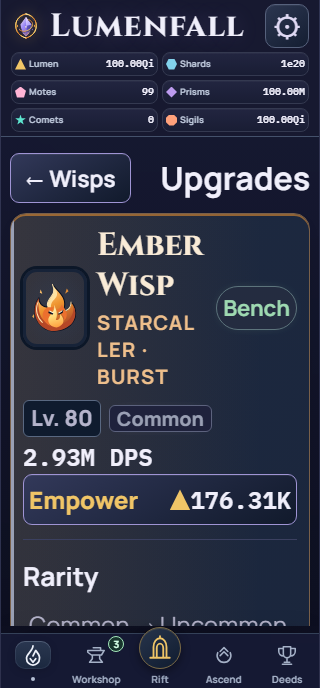 LUMENFALL
Lumen 100.00Qi
Shards 1e20
Motes 99
Prisms 100.00M
Comets 0
Sigils 100.00Qi
← Wisps
Upgrades
EMBER
WISP
STARCAL
LER ·
BURST
Bench
Lv. 80
Common
2.93M DPS
Empower 176.31K
Rarity
Common → Uncommon
3
Workshop
Rift
Ascend
Deeds